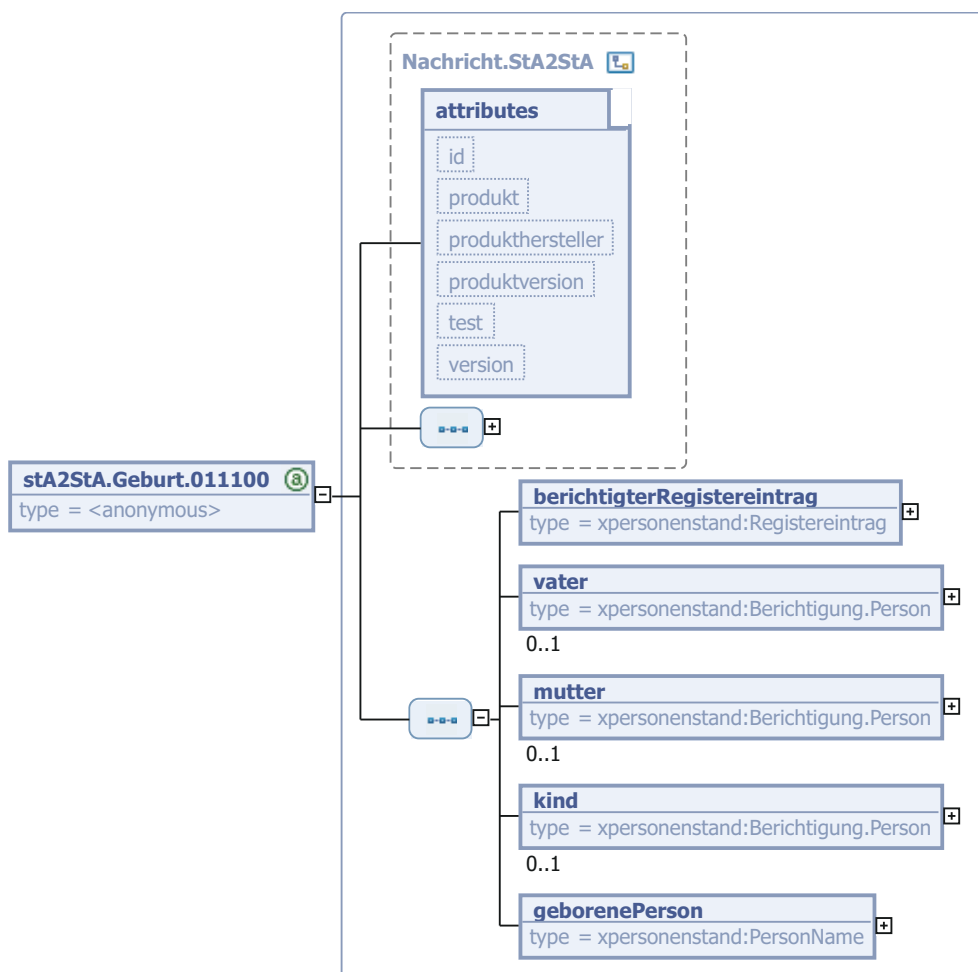 Nachricht.StA2StA
attributes
id
produkt
produkthersteller
produktversion
test
version
stA2StA.Geburt.011100
type = <anonymous>
berichtigterRegistereintrag
type = xpersonenstand:Registereintrag
vater
type = xpersonenstand:Berichtigung.Person
0..1
mutter
type = xpersonenstand:Berichtigung.Person
0..1
kind
type = xpersonenstand:Berichtigung.Person
0..1
geborenePerson
type = xpersonenstand:PersonName